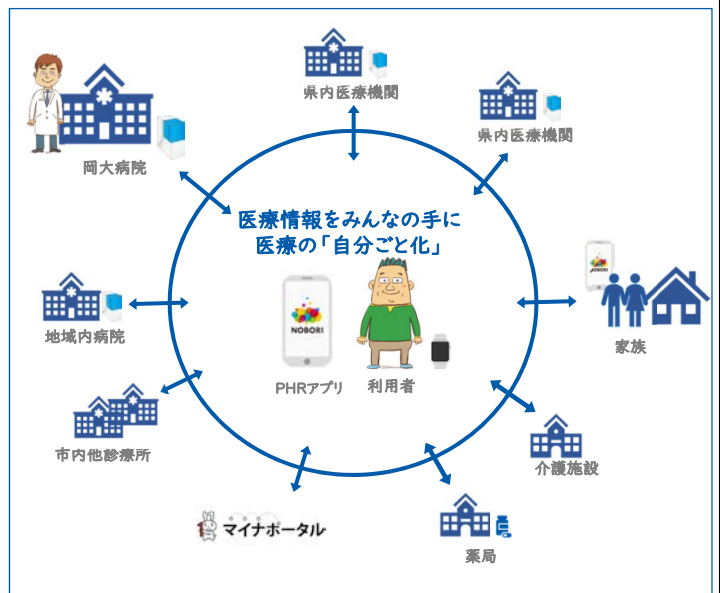 県内医療機関
県内医療機関
岡大病院
医療情報をみんなの手に
医療の「自分ごと化」
NOBORI
NOBORI
地域内病院
家族
PHRアプリ
利用者
市内他診療所
介護施設
マイナポータル
薬局